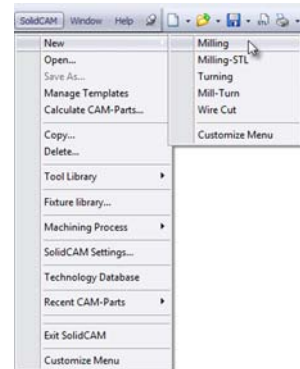 SolidCAM Window Help
New
Open...
Save As...
Manage Templates
Calculate CAM-Parts...
Copy...
Delete...
Tool Library
Fixture library...
Machining Process
SolidCAM Settings...
Technology Database
Recent CAM-Parts
Exit SolidCAM
Customize Menu
Milling
Milling-STL
Turning
Mill-Turn
Wire Cut
Customize Menu